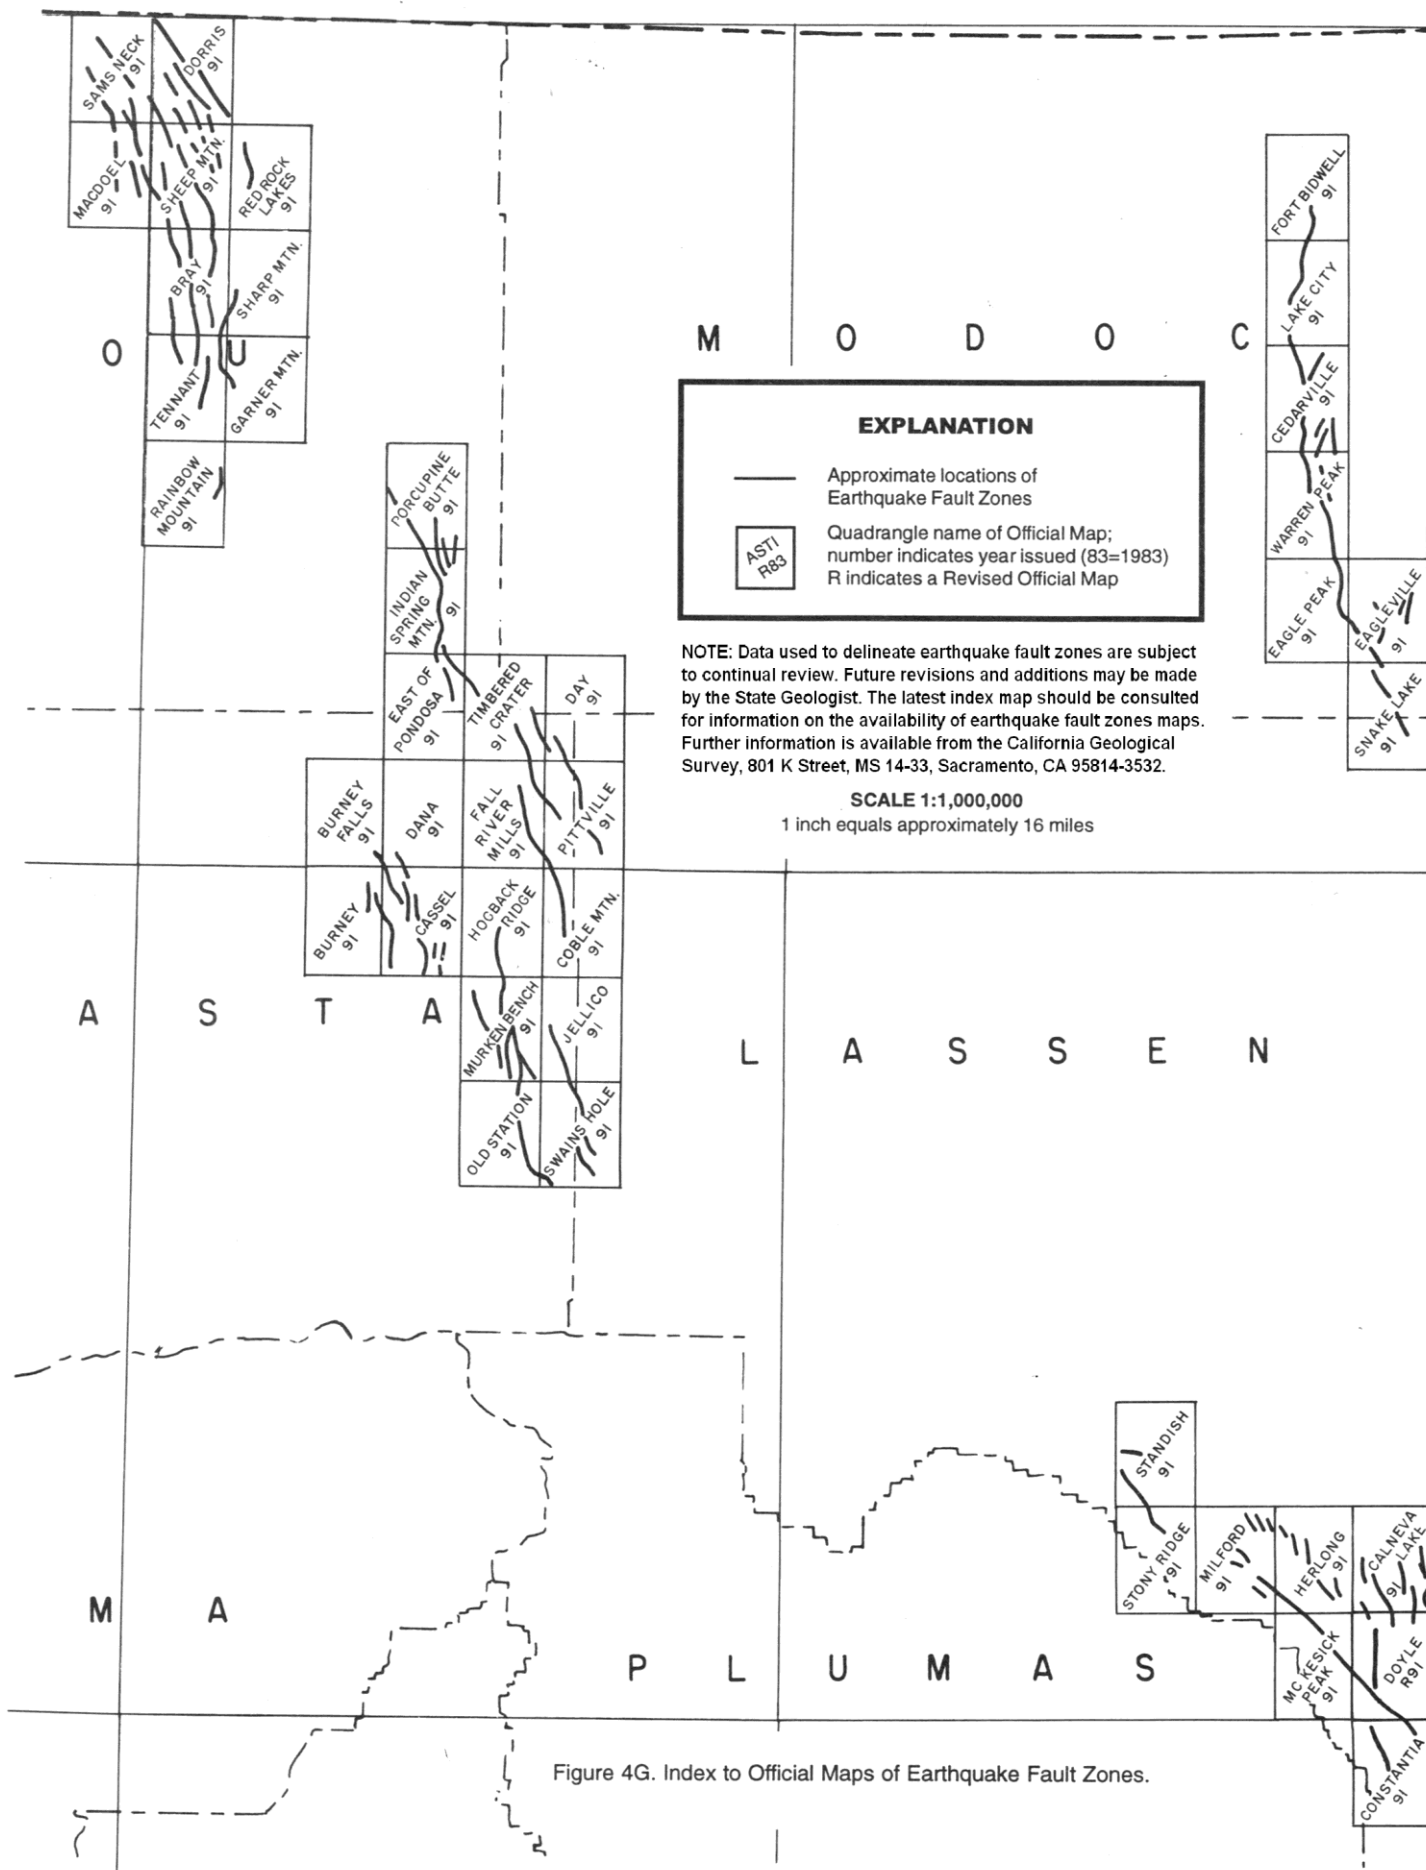 SAMS NECK
91
DORRIS
91
MACDOEL
91
SHEEP MTN.
91
RED ROCK
LAKES
91
BRAY
91
SHARP MTN.
91
O U
TENNANT
91
GARNER MTN.
91
RAINBOW
MOUNTAIN
91
M O D O C
FORT BIDWELL
91
LAKE CITY
91
CEDARVILLE
91
WARREN PEAK
91
EAGLE PEAK
91
EAGLEVILLE
91
SNAKE LAKE
91
EXPLANATION
Approximate locations of
Earthquake Fault Zones
ASTI
R83
Quadrangle name of Official Map;
number indicates year issued (83=1983)
R indicates a Revised Official Map
NOTE: Data used to delineate earthquake fault zones are subject
to continual review. Future revisions and additions may be made
by the State Geologist. The latest index map should be consulted
for information on the availability of earthquake fault zones maps.
Further information is available from the California Geological
Survey, 801 K Street, MS 14-33, Sacramento, CA 95814-3532.
SCALE 1:1,000,000
1 inch equals approximately 16 miles
PORCUPINE
BUTTE
91
INDIAN
SPRING
MTN.
91
EAST OF
PONDOSA
91
TIMBERED
CRATER
91
DAY
91
BURNEY
FALLS
91
DANA
91
FALL
RIVER
MILLS
91
PITTVILLE
91
BURNEY
91
CASSEL
91
HOGBACK
RIDGE
91
COBLE MTN.
91
A S T A
MURKEN BENCH
91
JELLICO
91
OLD STATION
91
SWAINS HOLE
91
L A S S E N
STANDISH
91
STONY RIDGE
91
MILFORD
91
HERLONG
91
CALNEVA
LAKE
91
M A
P L U M A S
MC KESICK
PEAK
91
DOYLE
R91
CONSTANTIA
91
Figure 4G. Index to Official Maps of Earthquake Fault Zones.